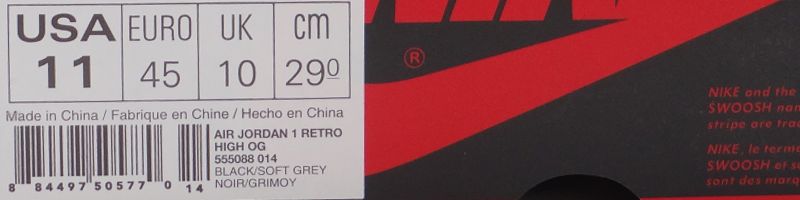 USA EURO UK cm
11 45 10 29⁰
Made in China / Fabrique en Chine / Hecho en China
AIR JORDAN 1 RETRO
HIGH OG
555088 014
BLACK/SOFT GREY
NOIR/GRIMOY
8 84497 50577 0 14
®
NIKE and the
SWOOSH nam
stripe are trad
NIKE, le terme
SWOOSH et s
sont des marq